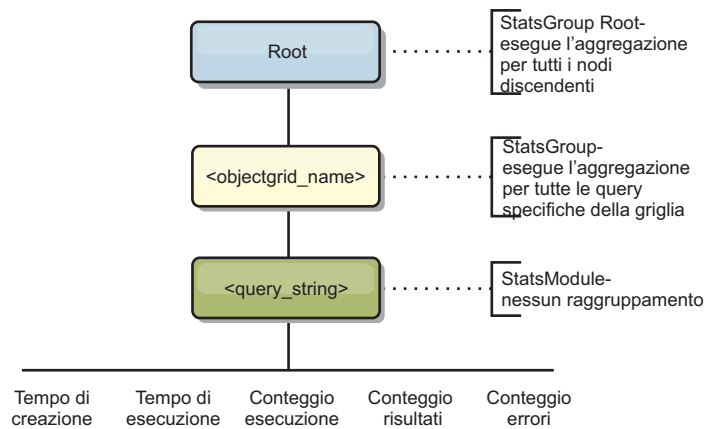 Root
StatsGroup Root-
esegue l'aggregazione
per tutti i nodi
discendenti
<objectgrid_name>
StatsGroup-
esegue l'aggregazione
per tutte le query
specifiche della griglia
<query_string>
StatsModule-
nessun raggruppamento
Tempo di
creazione
Tempo di
esecuzione
Conteggio
esecuzione
Conteggio
risultati
Conteggio
errori